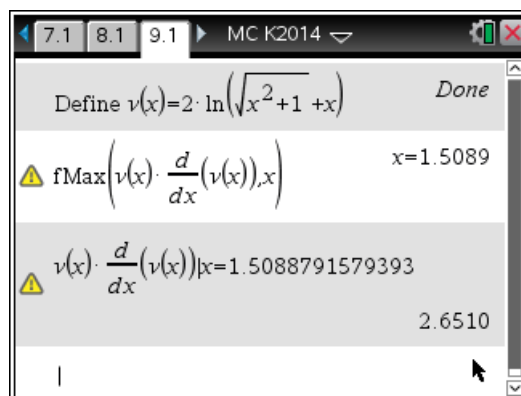 7.1 8.1 9.1 MC K2014
Define v(x)=2·ln(√(x²+1)+x) Done
fMax(v(x)·d/dx(v(x)),x) x=1.5089
v(x)·d/dx(v(x))|x=1.5088791579393
2.6510